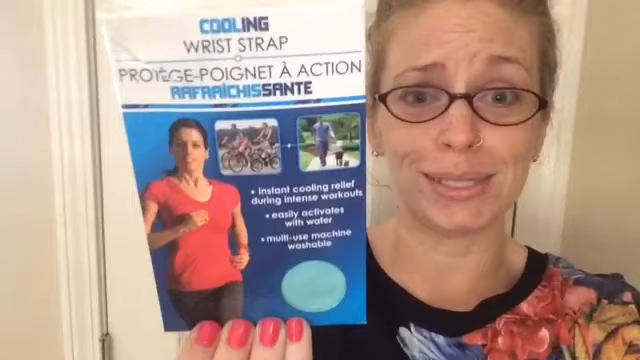 COOLING
WRIST STRAP
PROTÈGE-POIGNET À ACTION
RAFRAÎCHISSANTE
• instant cooling relief
during intense workouts
• easily activates
with water
• multi-use machine
washable